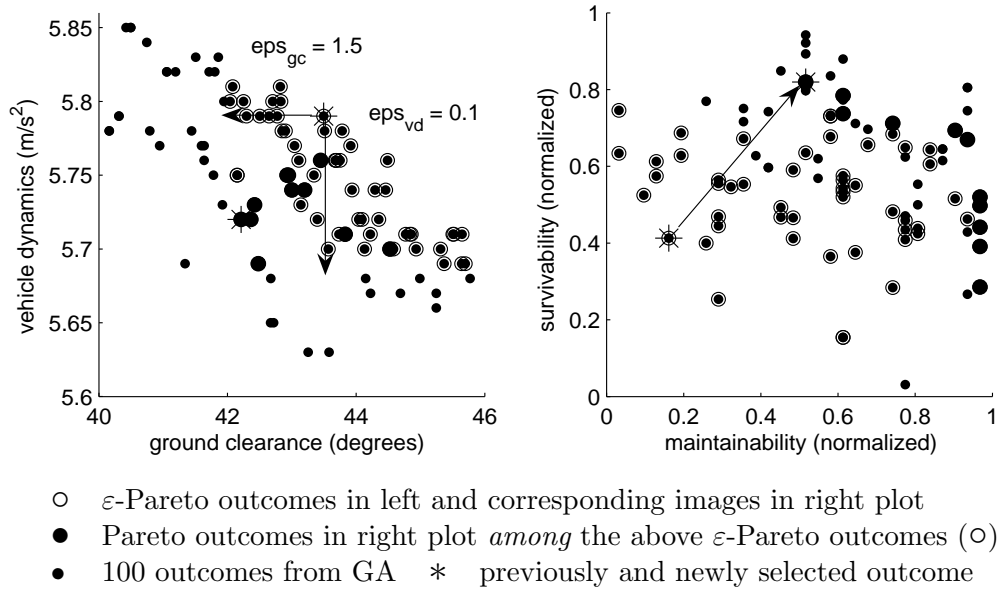 5.85
5.8
5.75
5.7
5.65
5.6
vehicle dynamics (m/s²)
eps_gc = 1.5
eps_vd = 0.1
40 42 44 46
ground clearance (degrees)
1
0.8
0.6
0.4
0.2
0
survivability (normalized)
0 0.2 0.4 0.6 0.8 1
maintainability (normalized)
○ ε-Pareto outcomes in left and corresponding images in right plot
● Pareto outcomes in right plot among the above ε-Pareto outcomes (○)
• 100 outcomes from GA * previously and newly selected outcome